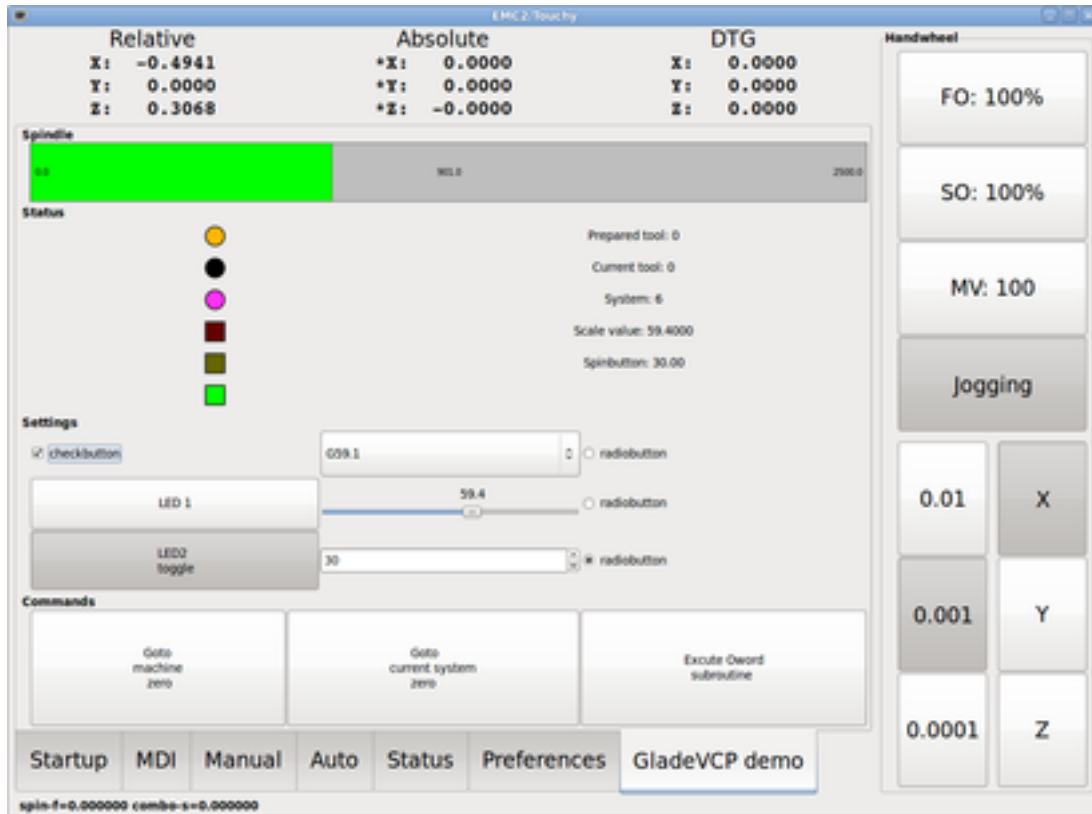 EMC2/Touchy
Relative Absolute DTG
X: -0.4941 *X: 0.0000 X: 0.0000
Y: 0.0000 *Y: 0.0000 Y: 0.0000
Z: 0.3068 *Z: -0.0000 Z: 0.0000
Spindle
0.0 901.0 2500.0
Status
Prepared tool: 0
Current tool: 0
System: 6
Scale value: 59.4000
Spinbutton: 30.00
Settings
checkbutton G59.1 radiobutton
LED 1 59.4 radiobutton
LED2
toggle
30 radiobutton
Commands
Goto
machine
zero
Goto
current system
zero
Excute Oword
subroutine
Startup MDI Manual Auto Status Preferences GladeVCP demo
spin-f=0.000000 combo-s=0.000000
Handwheel
FO: 100%
SO: 100%
MV: 100
Jogging
0.01 X
0.001 Y
0.0001 Z